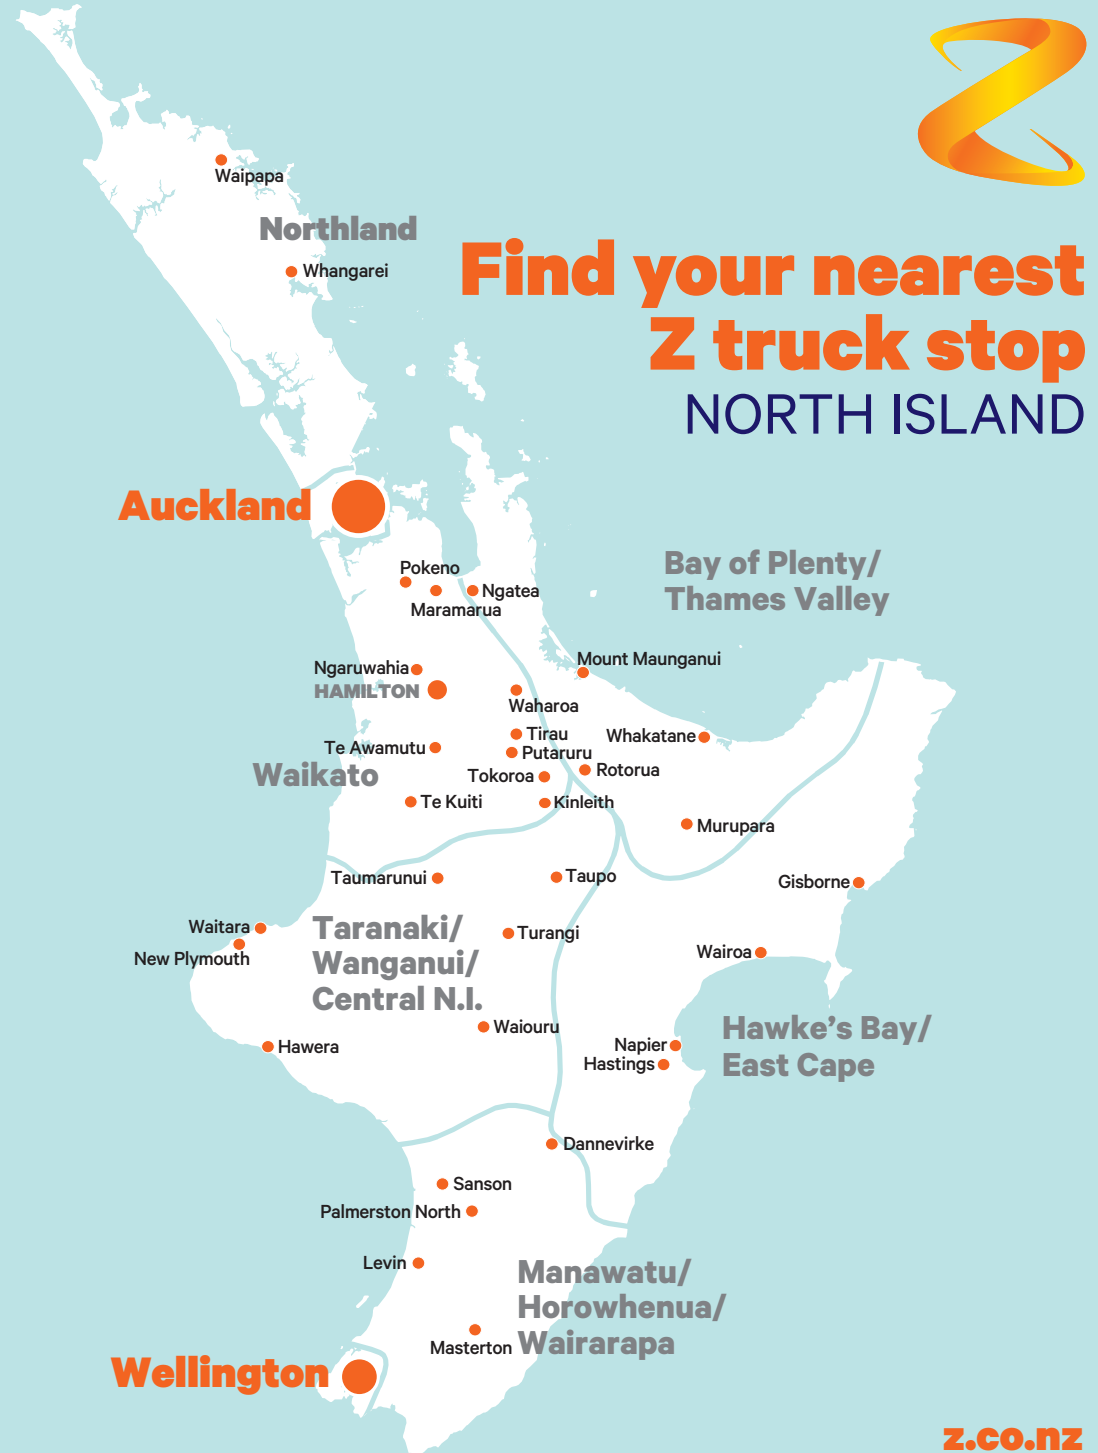 Waipapa
Northland
Whangarei
Find your nearest
Z truck stop
NORTH ISLAND
Auckland
Bay of Plenty/
Thames Valley
Pokeno
Ngatea
Maramarua
Mount Maunganui
Ngaruwahia
HAMILTON
Waharoa
Tirau
Whakatane
Te Awamutu
Putaruru
Waikato
Tokoroa
Rotorua
Te Kuiti
Kinleith
Murupara
Taumarunui
Taupo
Gisborne
Waitara
New Plymouth
Taranaki/
Wanganui/
Central N.I.
Turangi
Wairoa
Waiouru
Hawke’s Bay/
East Cape
Hawera
Napier
Hastings
Dannevirke
Sanson
Palmerston North
Levin
Manawatu/
Horowhenua/
Wairarapa
Masterton
Wellington
z.co.nz